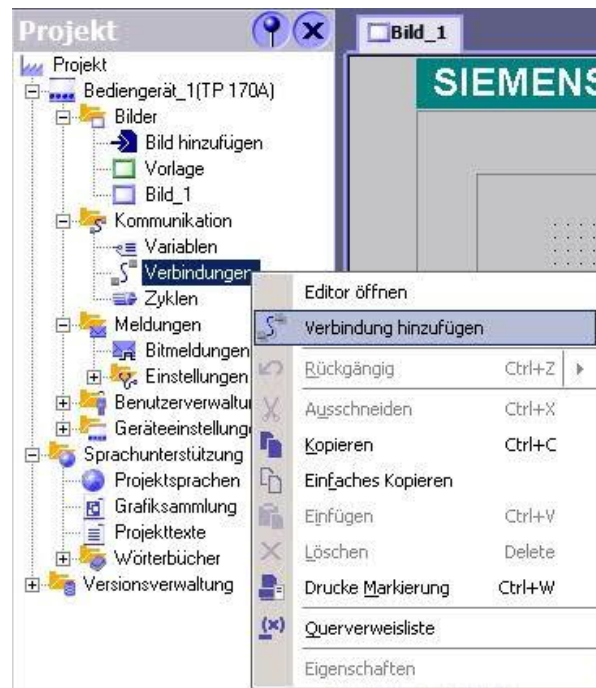 Projekt
Bild_1
Projekt
Bediengerät_1(TP 170A)
SIEMENS
Bilder
Bild hinzufügen
Vorlage
Bild_1
Kommunikation
Variablen
Verbindungen
Zyklen
Meldungen
Bitmeldungen
Einstellungen
Benutzerverwaltu
Geräteeinstellung
Sprachunterstützung
Projektsprachen
Grafiksammlung
Projekttexte
Wörterbücher
Versionsverwaltung
Editor öffnen
Verbindung hinzufügen
Rückgängig Ctrl+Z
Ausschneiden Ctrl+X
Kopieren Ctrl+C
Einfaches Kopieren
Einfügen Ctrl+V
Löschen Delete
Drucke Markierung Ctrl+W
Querverweisliste
Eigenschaften